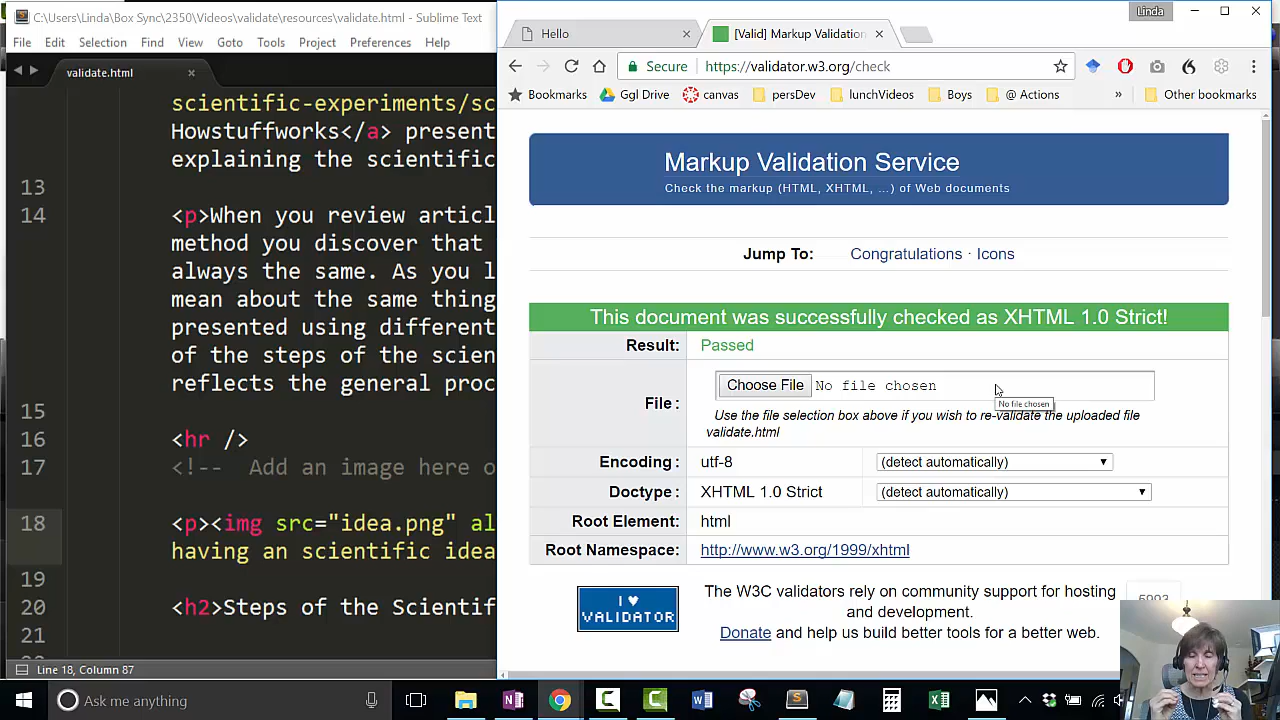 C:\Users\Linda\Box Sync\2350\Videos\validate\resources\validate.html - Sublime Text
File Edit Selection Find View Goto Tools Project Preferences Help
validate.html
scientific-experiments/sc
Howstuffworks</a> present
explaining the scientific
13
14 <p>When you review articl
method you discover that
always the same. As you l
mean about the same thing
presented using different
of the steps of the scien
reflects the general proc
15
16 <hr />
17 <!-- Add an image here o
18 <p><img src="idea.png" al
having an scientific idea
19
20 <h2>Steps of the Scientif
21
Line 18, Column 87
Linda
Hello
[Valid] Markup Validation
Secure https://validator.w3.org/check
Bookmarks Ggl Drive canvas persDev lunchVideos Boys @ Actions » Other bookmarks
Markup Validation Service
Check the markup (HTML, XHTML, …) of Web documents
Jump To: Congratulations · Icons
This document was successfully checked as XHTML 1.0 Strict!
Result: Passed
File: Choose File No file chosen
No file chosen
Use the file selection box above if you wish to re-validate the uploaded file
validate.html
Encoding: utf-8 (detect automatically)
Doctype: XHTML 1.0 Strict (detect automatically)
Root Element: html
Root Namespace: http://www.w3.org/1999/xhtml
I ♥
VALIDATOR
The W3C validators rely on community support for hosting
and development.
Donate and help us build better tools for a better web.
Ask me anything